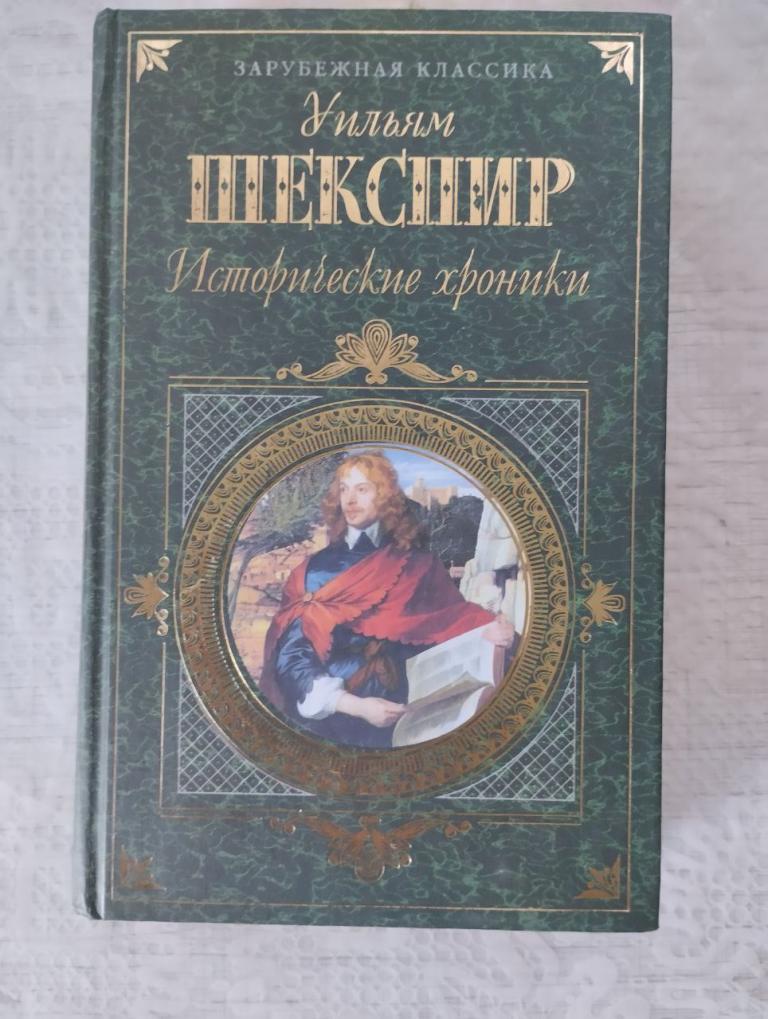 ЗАРУБЕЖНАЯ КЛАССИКА
Уильям
ШЕКСПИР
Исторические хроники